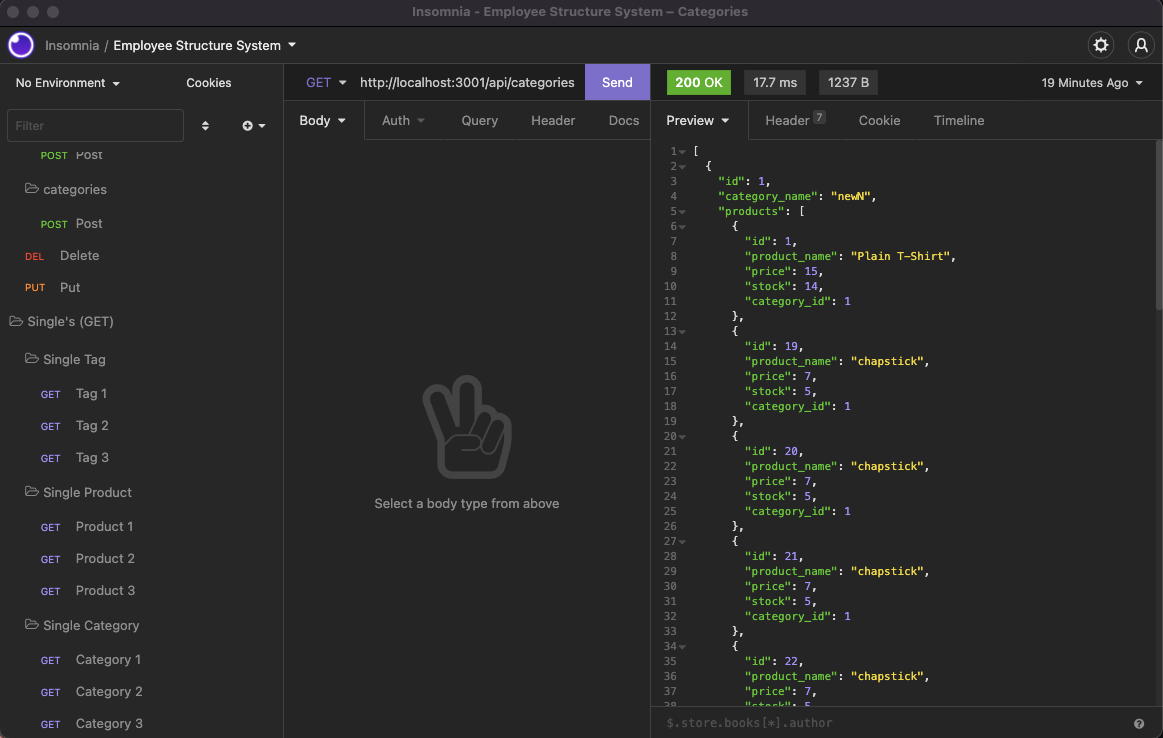 Insomnia - Employee Structure System – Categories
Insomnia / Employee Structure System
No Environment
Cookies
Filter
POST Post
categories
POST Post
DEL Delete
PUT Put
Single's (GET)
Single Tag
GET Tag 1
GET Tag 2
GET Tag 3
Single Product
GET Product 1
GET Product 2
GET Product 3
Single Category
GET Category 1
GET Category 2
GET Category 3
GET http://localhost:3001/api/categories Send
Body Auth Query Header Docs
Select a body type from above
200 OK 17.7 ms 1237 B 19 Minutes Ago
Preview Header 7 Cookie Timeline
1 [
2 {
3 "id": 1,
4 "category_name": "newN",
5 "products": [
6 {
7 "id": 1,
8 "product_name": "Plain T-Shirt",
9 "price": 15,
10 "stock": 14,
11 "category_id": 1
12 },
13 {
14 "id": 19,
15 "product_name": "chapstick",
16 "price": 7,
17 "stock": 5,
18 "category_id": 1
19 },
20 {
21 "id": 20,
22 "product_name": "chapstick",
23 "price": 7,
24 "stock": 5,
25 "category_id": 1
26 },
27 {
28 "id": 21,
29 "product_name": "chapstick",
30 "price": 7,
31 "stock": 5,
32 "category_id": 1
33 },
34 {
35 "id": 22,
36 "product_name": "chapstick",
37 "price": 7,
38 "stock": 5
$.store.books[*].author